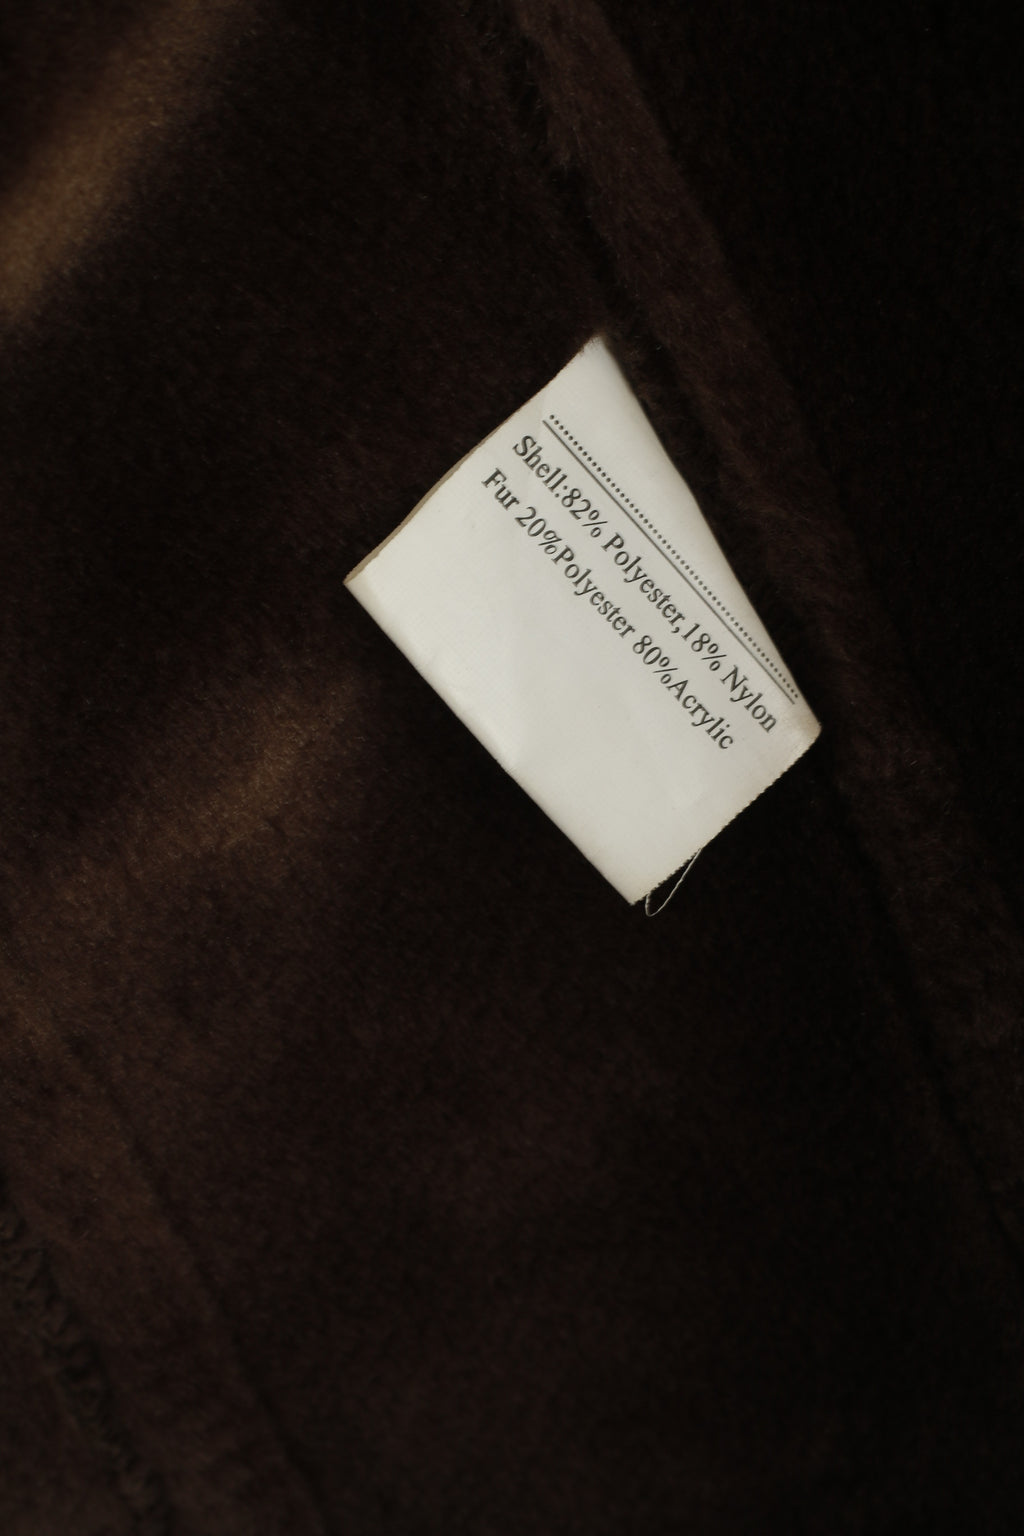 Shell:82% Polyester,18% Nylon
Fur 20%Polyester 80%Acrylic